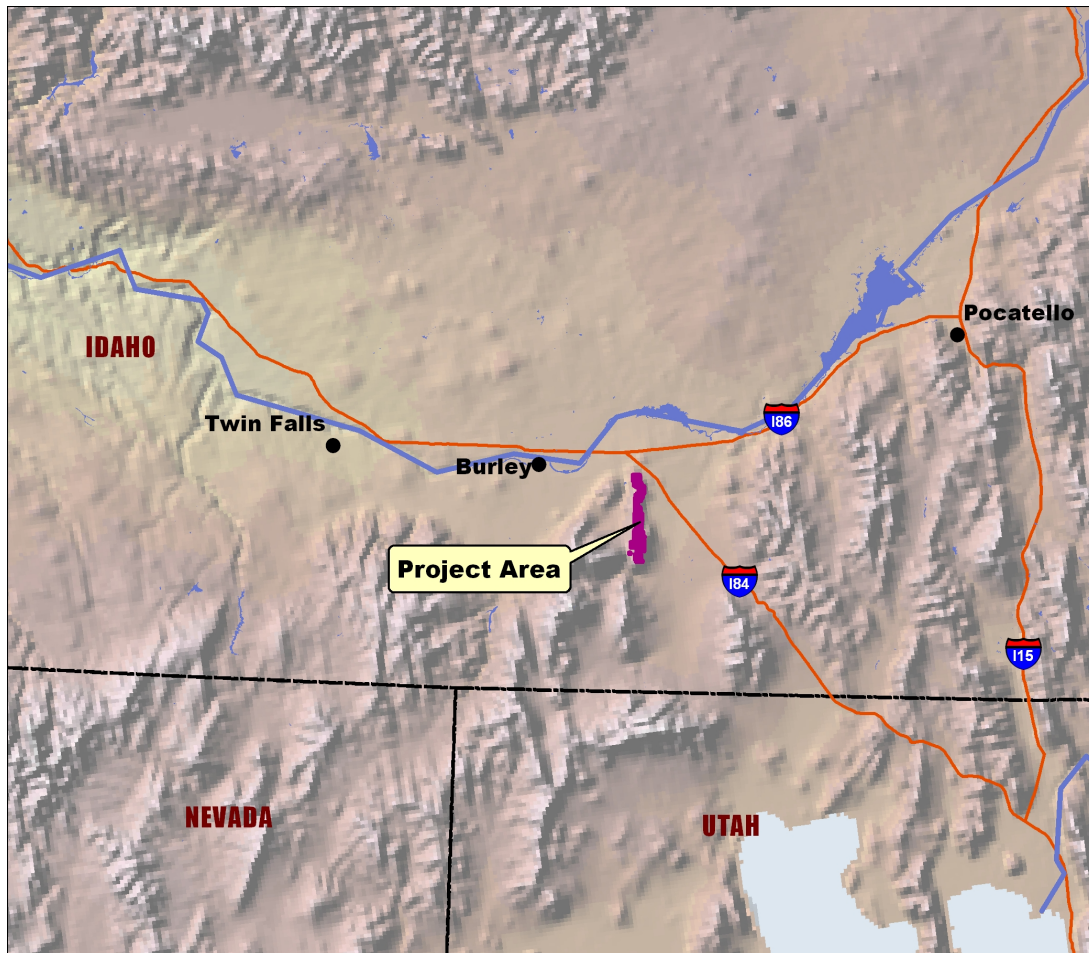 Pocatello
IDAHO
I86
Twin Falls
Burley
Project Area
I84
I15
NEVADA
UTAH